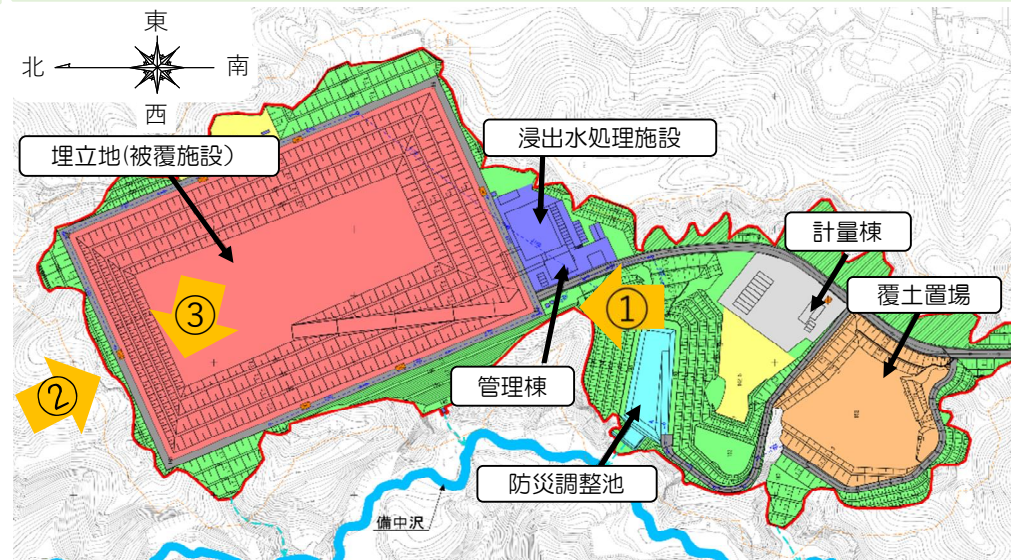 東
北
南
西
埋立地(被覆施設）
浸出水処理施設
計量棟
覆土置場
①
③
②
管理棟
防災調整池
備中沢